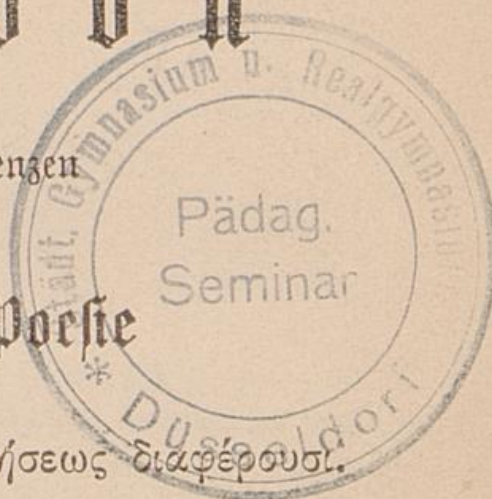 enzen
Städt. Gymnasium u. Realgymnasium
Pädag.
Seminar
Poesie
* Düsseldorf
ήσεως διαφέρουσι.